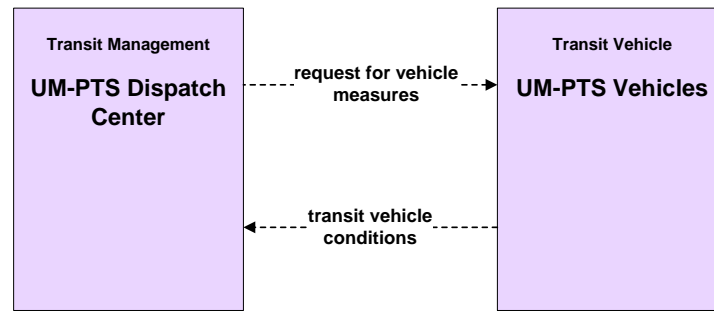 Transit Management
UM-PTS Dispatch
Center
request for vehicle
measures
Transit Vehicle
UM-PTS Vehicles
transit vehicle
conditions